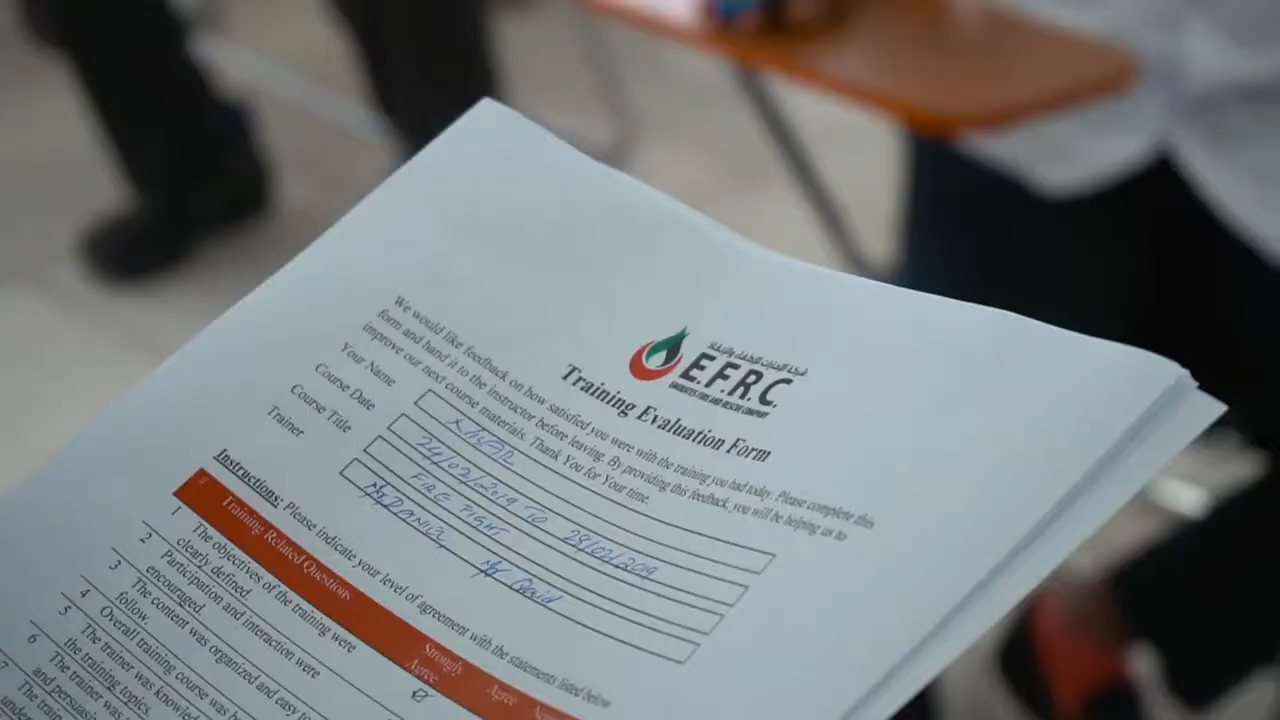 شركة الإمارات للإطفاء والإنقاذ
E.F.R.C.
EMIRATES FIRE AND RESCUE COMPANY
Training Evaluation Form
We would like feedback on how satisfied you were with the training you had today. Please complete this
form and hand it to the instructor before leaving. By providing this feedback, you will be helping us to
improve our next course materials. Thank You for Your time.
Your Name
Course Date 24/02/2019 TO 28/02/2019
Course Title FIRE FIGHT
Trainer
Instructions: Please indicate your level of agreement with the statements listed below
# Training Related Questions Strongly Agree Agree
1 The objectives of the training were
clearly defined.
2 Participation and interaction were
encouraged.
3 The content was organized and easy to
follow.
4 Overall training course was
5 The trainer was
the training topics.
6 The trainer was
and
7 The